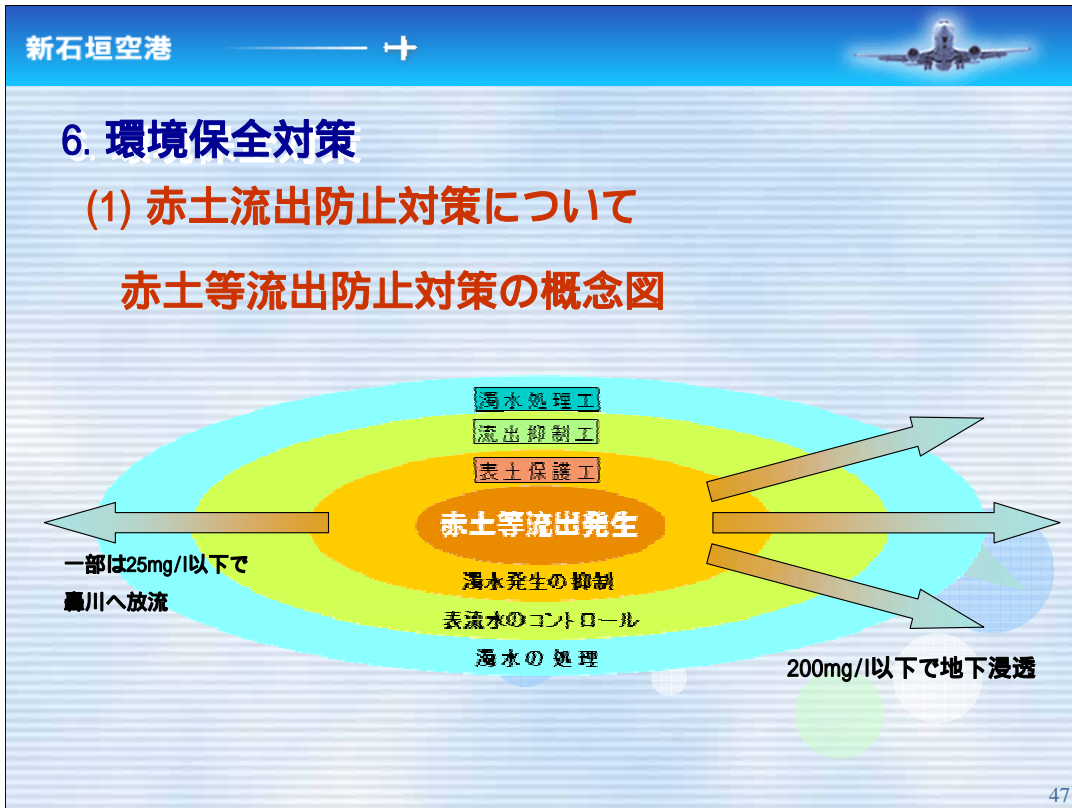 新石垣空港
6. 環境保全対策
(1) 赤土流出防止対策について
赤土等流出防止対策の概念図
濁水処理工
流出抑制工
表土保護工
赤土等流出発生
濁水発生の抑制
表流水のコントロール
濁水の処理
一部は25mg/l以下で
轟川へ放流
200mg/l以下で地下浸透
47